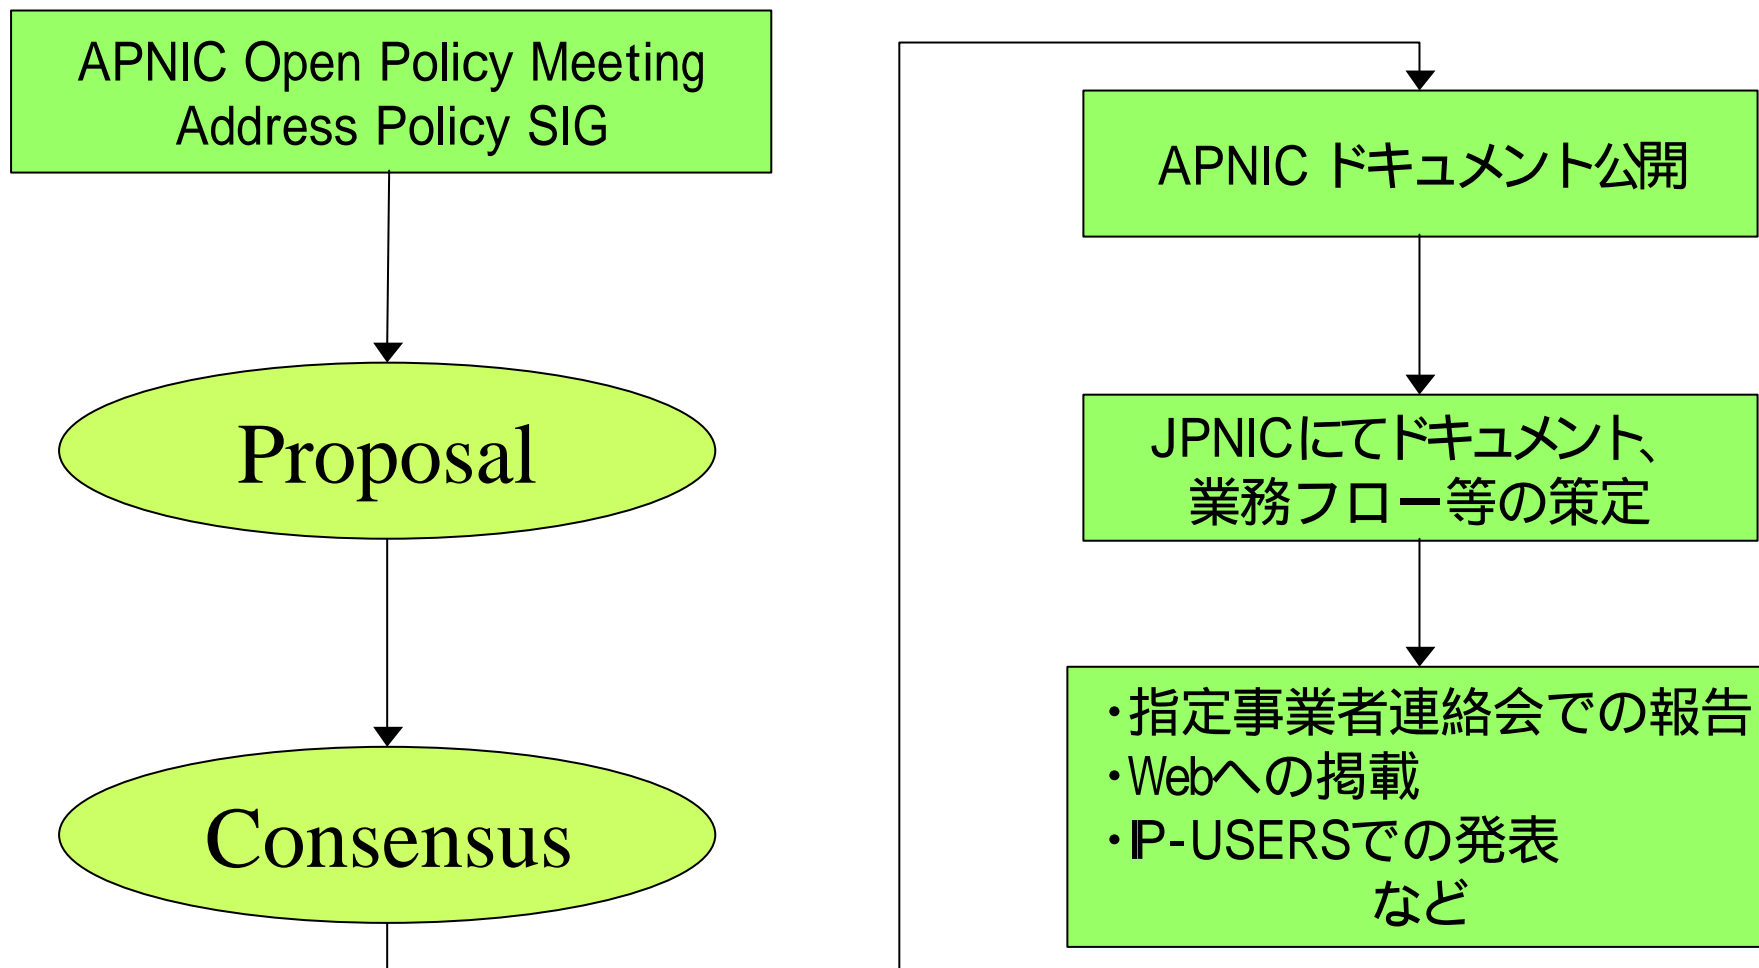 APNIC Open Policy Meeting
Address Policy SIG
Proposal
Consensus
APNIC ドキュメント公開
JPNICにてドキュメント、
業務フロー等の策定
・指定事業者連絡会での報告
・Webへの掲載
・IP-USERSでの発表
など